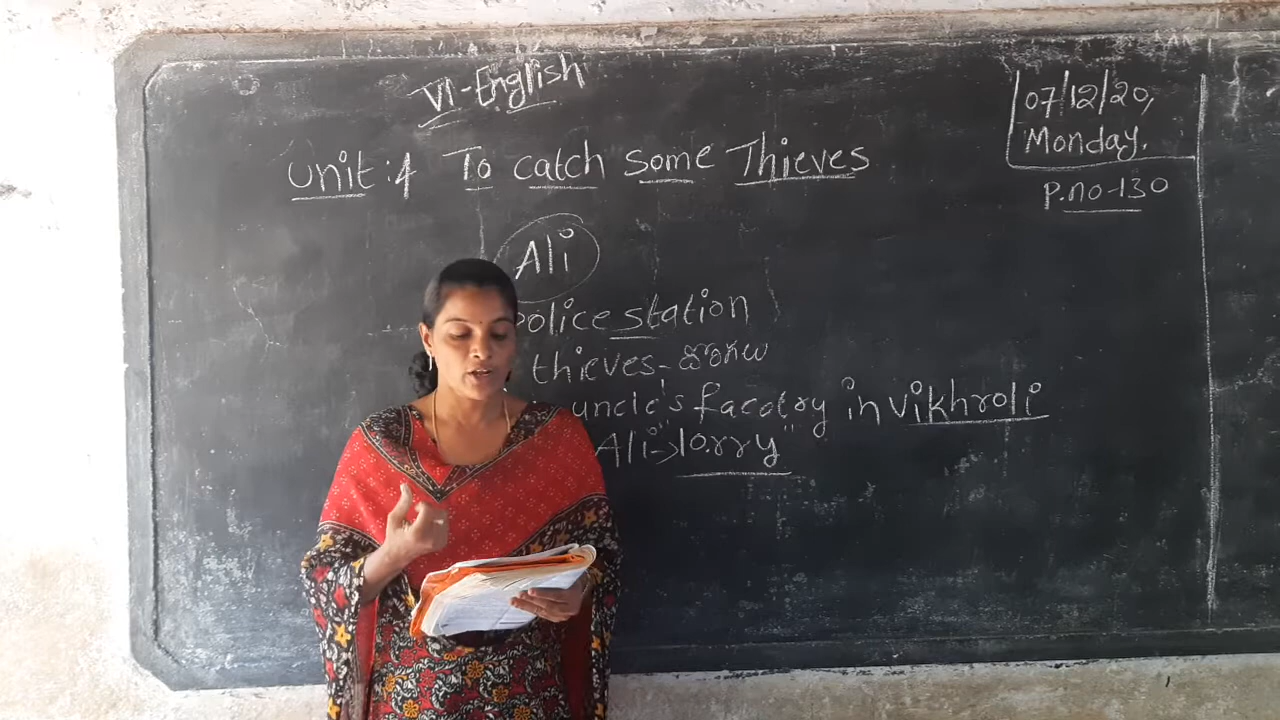 VI-English
07/12/20,
Monday.
Unit:4 To catch some Thieves
P.no-130
Ali
police station
thieves-దొంగలు
uncle's facotry in vikhroli
Ali->"lorry"